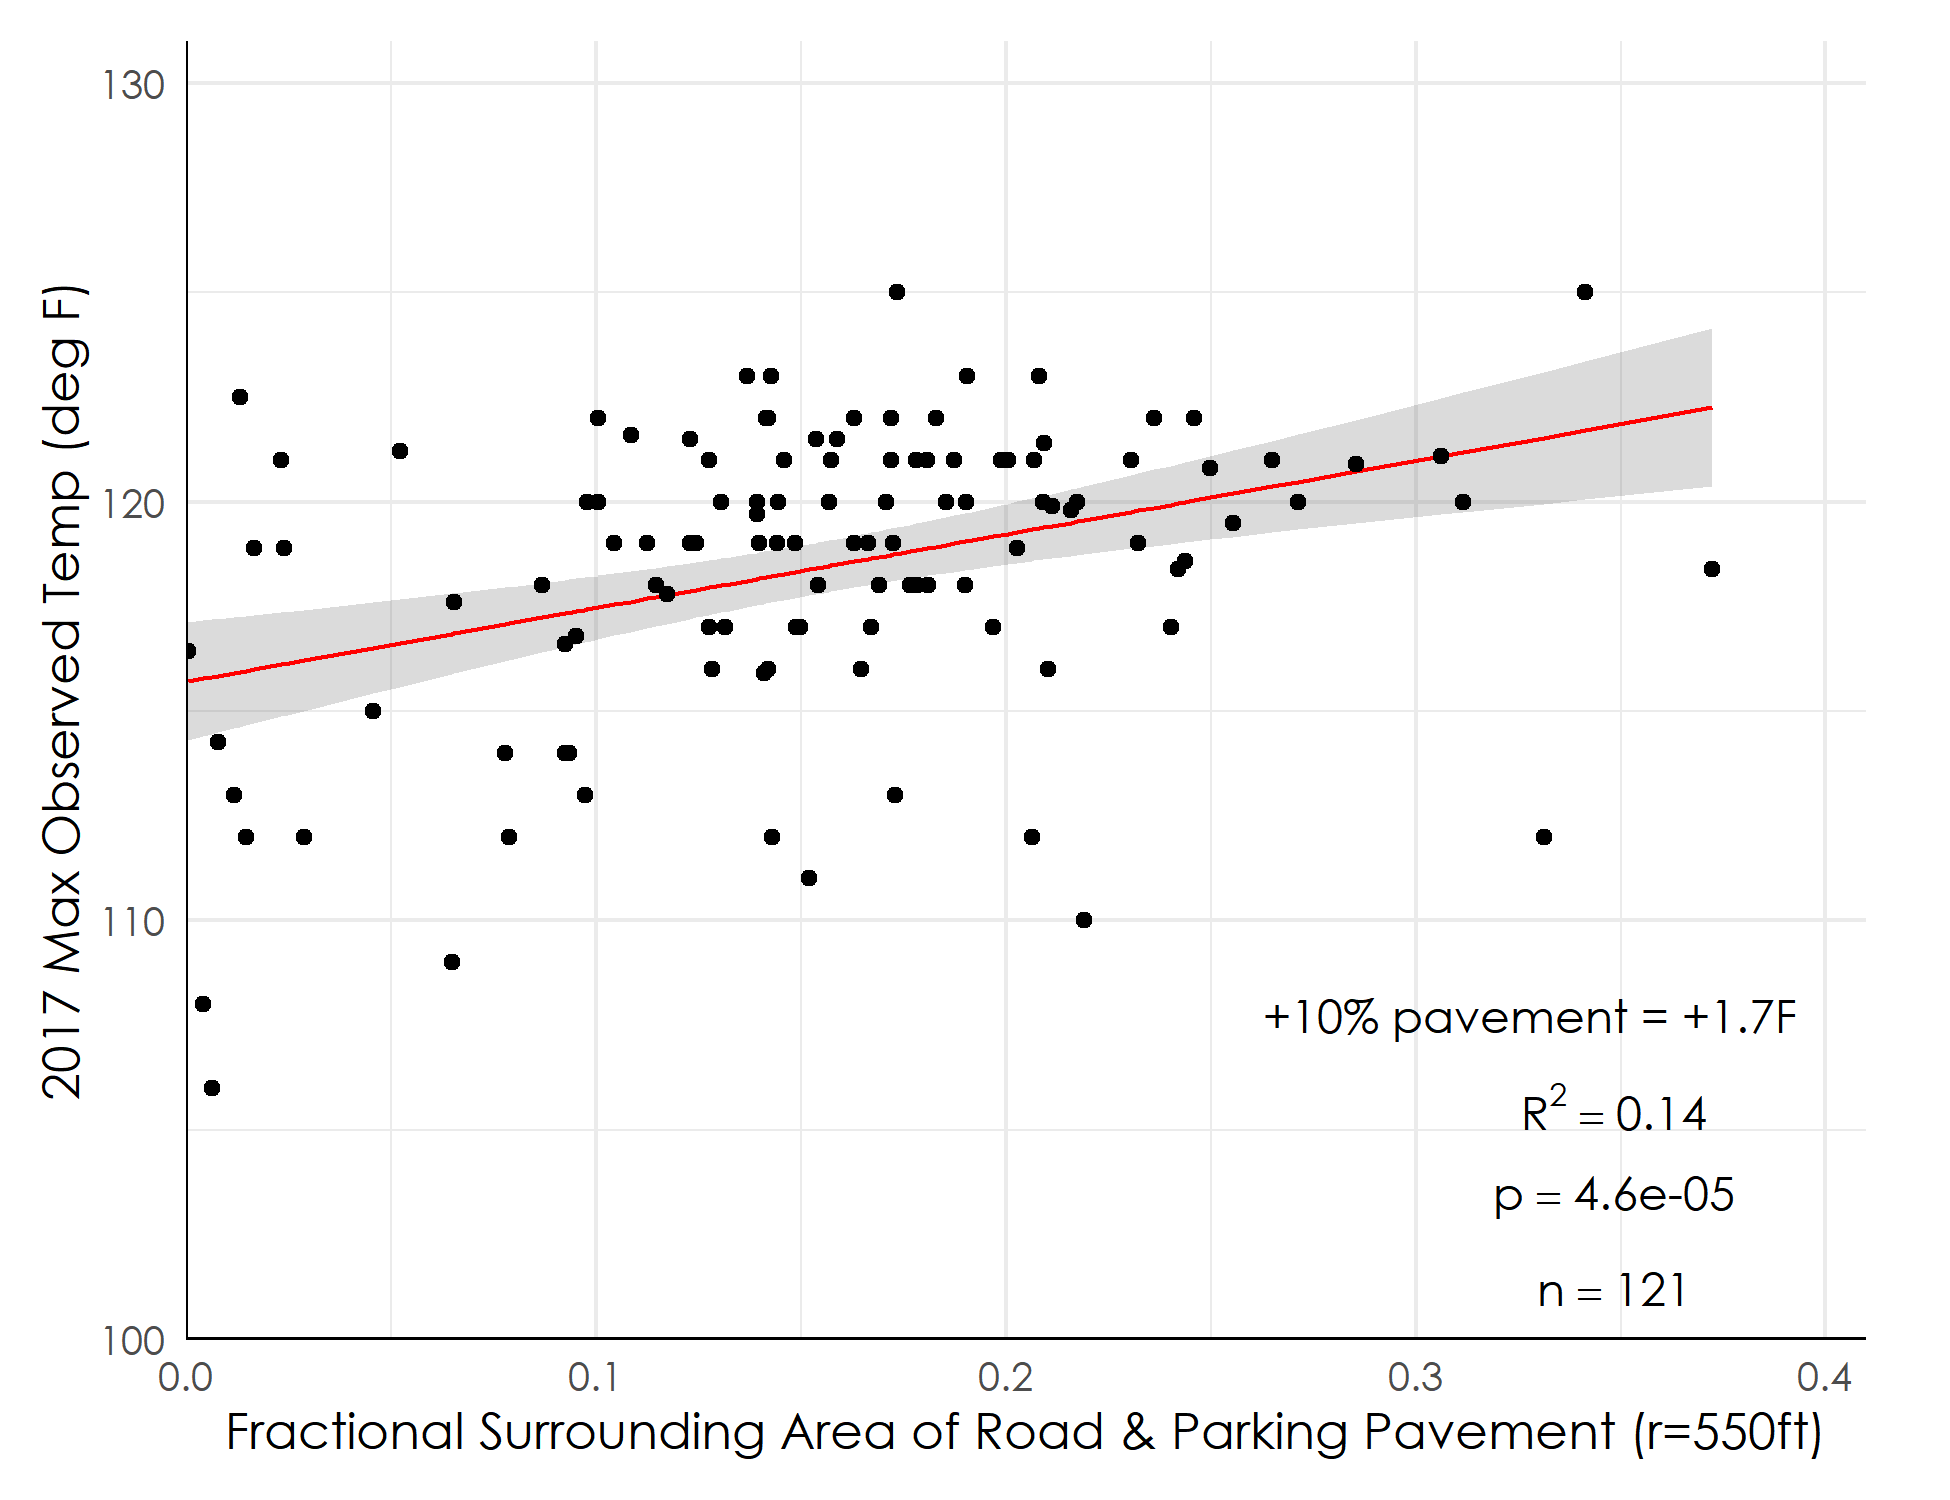 2017 Max Observed Temp (deg F)
130
120
110
100
+10% pavement = +1.7F
R² = 0.14
p = 4.6e-05
n = 121
0.0 0.1 0.2 0.3 0.4
Fractional Surrounding Area of Road & Parking Pavement (r=550ft)